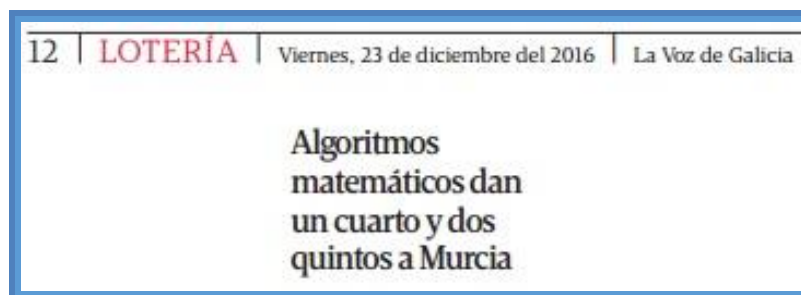 12 | LOTERÍA | Viernes, 23 de diciembre del 2016 | La Voz de Galicia
Algoritmos
matemáticos dan
un cuarto y dos
quintos a Murcia